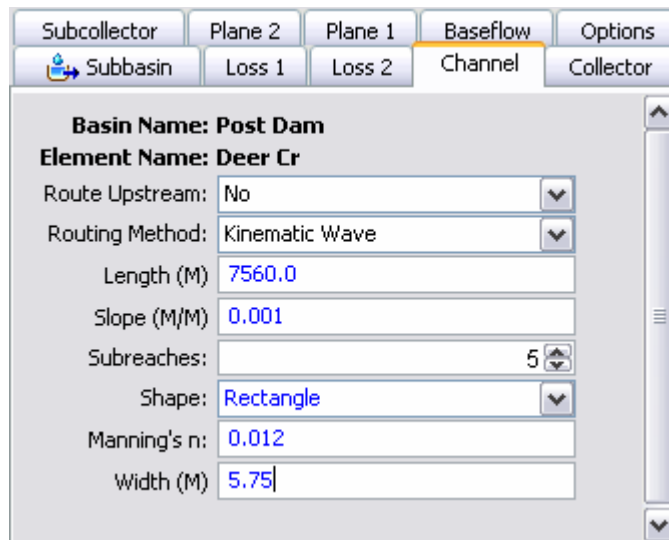 Subcollector Plane 2 Plane 1 Baseflow Options
Subbasin Loss 1 Loss 2 Channel Collector
Basin Name: Post Dam
Element Name: Deer Cr
Route Upstream: No
Routing Method: Kinematic Wave
Length (M) 7560.0
Slope (M/M) 0.001
Subreaches: 5
Shape: Rectangle
Manning's n: 0.012
Width (M) 5.75